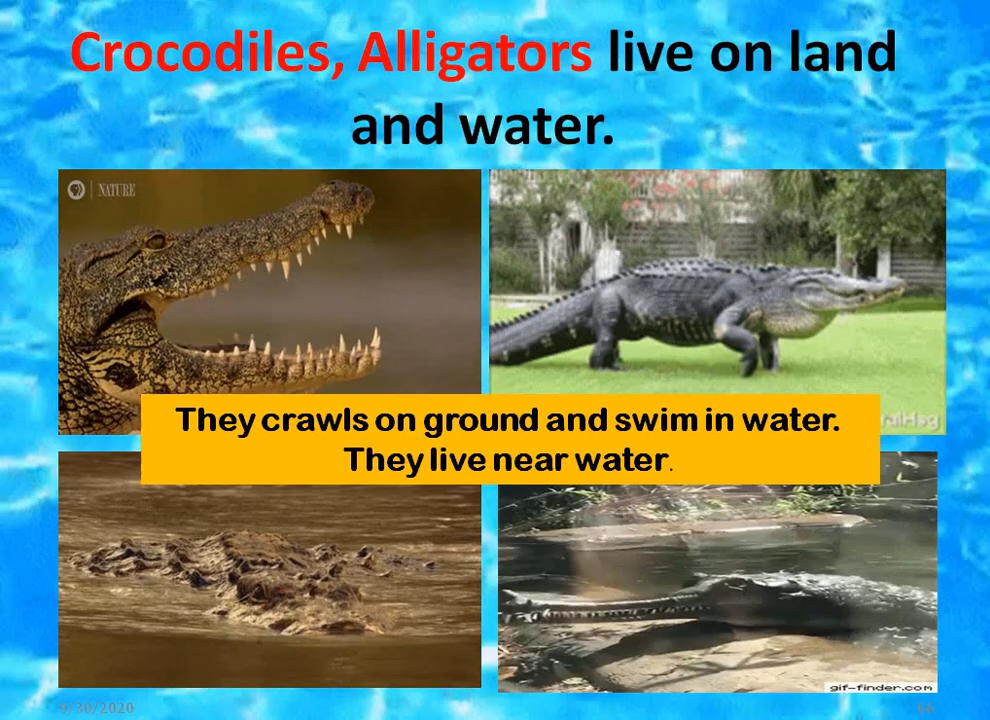 Crocodiles, Alligators live on land
and water.
NATURE
They crawls on ground and swim in water.
They live near water.
gif-finder.com
9/30/2020